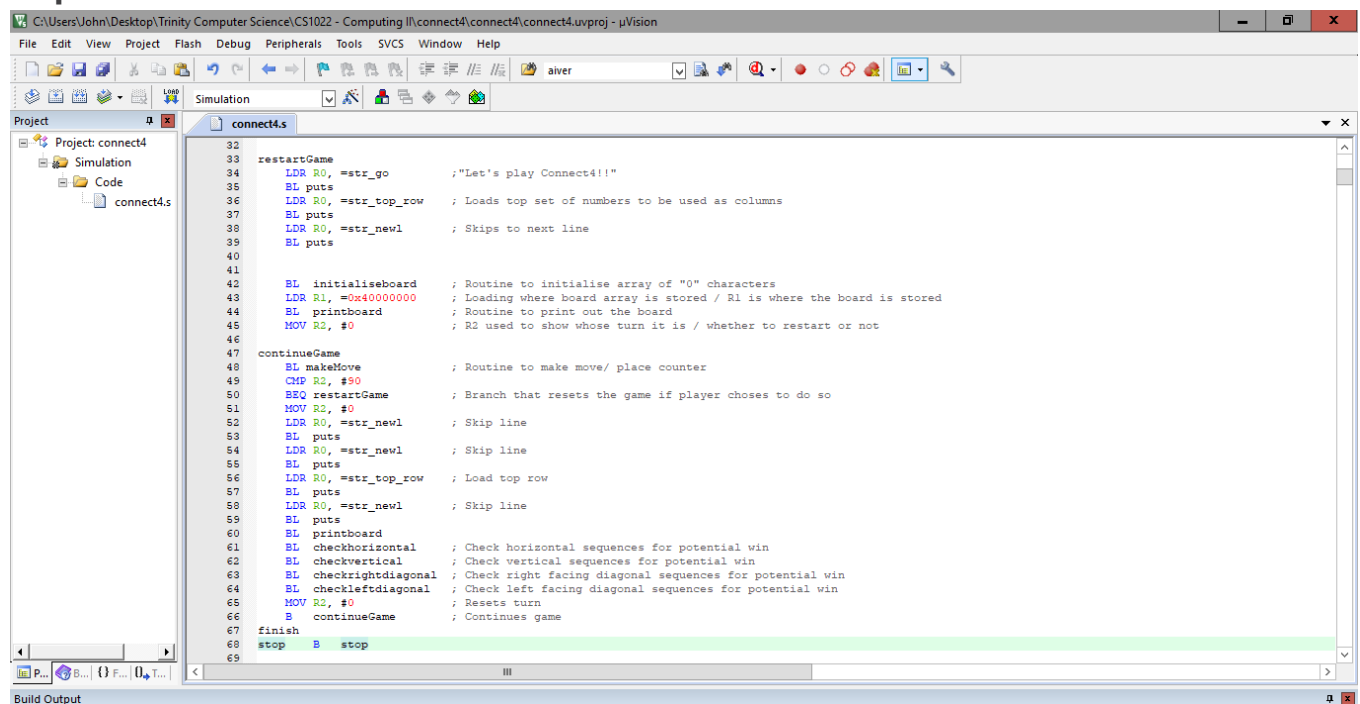 C:\Users\John\Desktop\Trinity Computer Science\CS1022 - Computing II\connect4\connect4\connect4.uvproj - µVision
File Edit View Project Flash Debug Peripherals Tools SVCS Window Help
aiver
LOAD Simulation
Project
connect4.s
Project: connect4
Simulation
Code
connect4.s
32
33 restartGame
34 LDR R0, =str_go ;"Let's play Connect4!!"
35 BL puts
36 LDR R0, =str_top_row ; Loads top set of numbers to be used as columns
37 BL puts
38 LDR R0, =str_newl ; Skips to next line
39 BL puts
40
41
42 BL initialiseboard ; Routine to initialise array of "0" characters
43 LDR R1, =0x40000000 ; Loading where board array is stored / R1 is where the board is stored
44 BL printboard ; Routine to print out the board
45 MOV R2, #0 ; R2 used to show whose turn it is / whether to restart or not
46
47 continueGame
48 BL makeMove ; Routine to make move/ place counter
49 CMP R2, #90
50 BEQ restartGame ; Branch that resets the game if player choses to do so
51 MOV R2, #0
52 LDR R0, =str_newl ; Skip line
53 BL puts
54 LDR R0, =str_newl ; Skip line
55 BL puts
56 LDR R0, =str_top_row ; Load top row
57 BL puts
58 LDR R0, =str_newl ; Skip line
59 BL puts
60 BL printboard
61 BL checkhorizontal ; Check horizontal sequences for potential win
62 BL checkvertical ; Check vertical sequences for potential win
63 BL checkrightdiagonal ; Check right facing diagonal sequences for potential win
64 BL checkleftdiagonal ; Check left facing diagonal sequences for potential win
65 MOV R2, #0 ; Resets turn
66 B continueGame ; Continues game
67 finish
68 stop B stop
69
P... B... {} F... 0 T...
Build Output